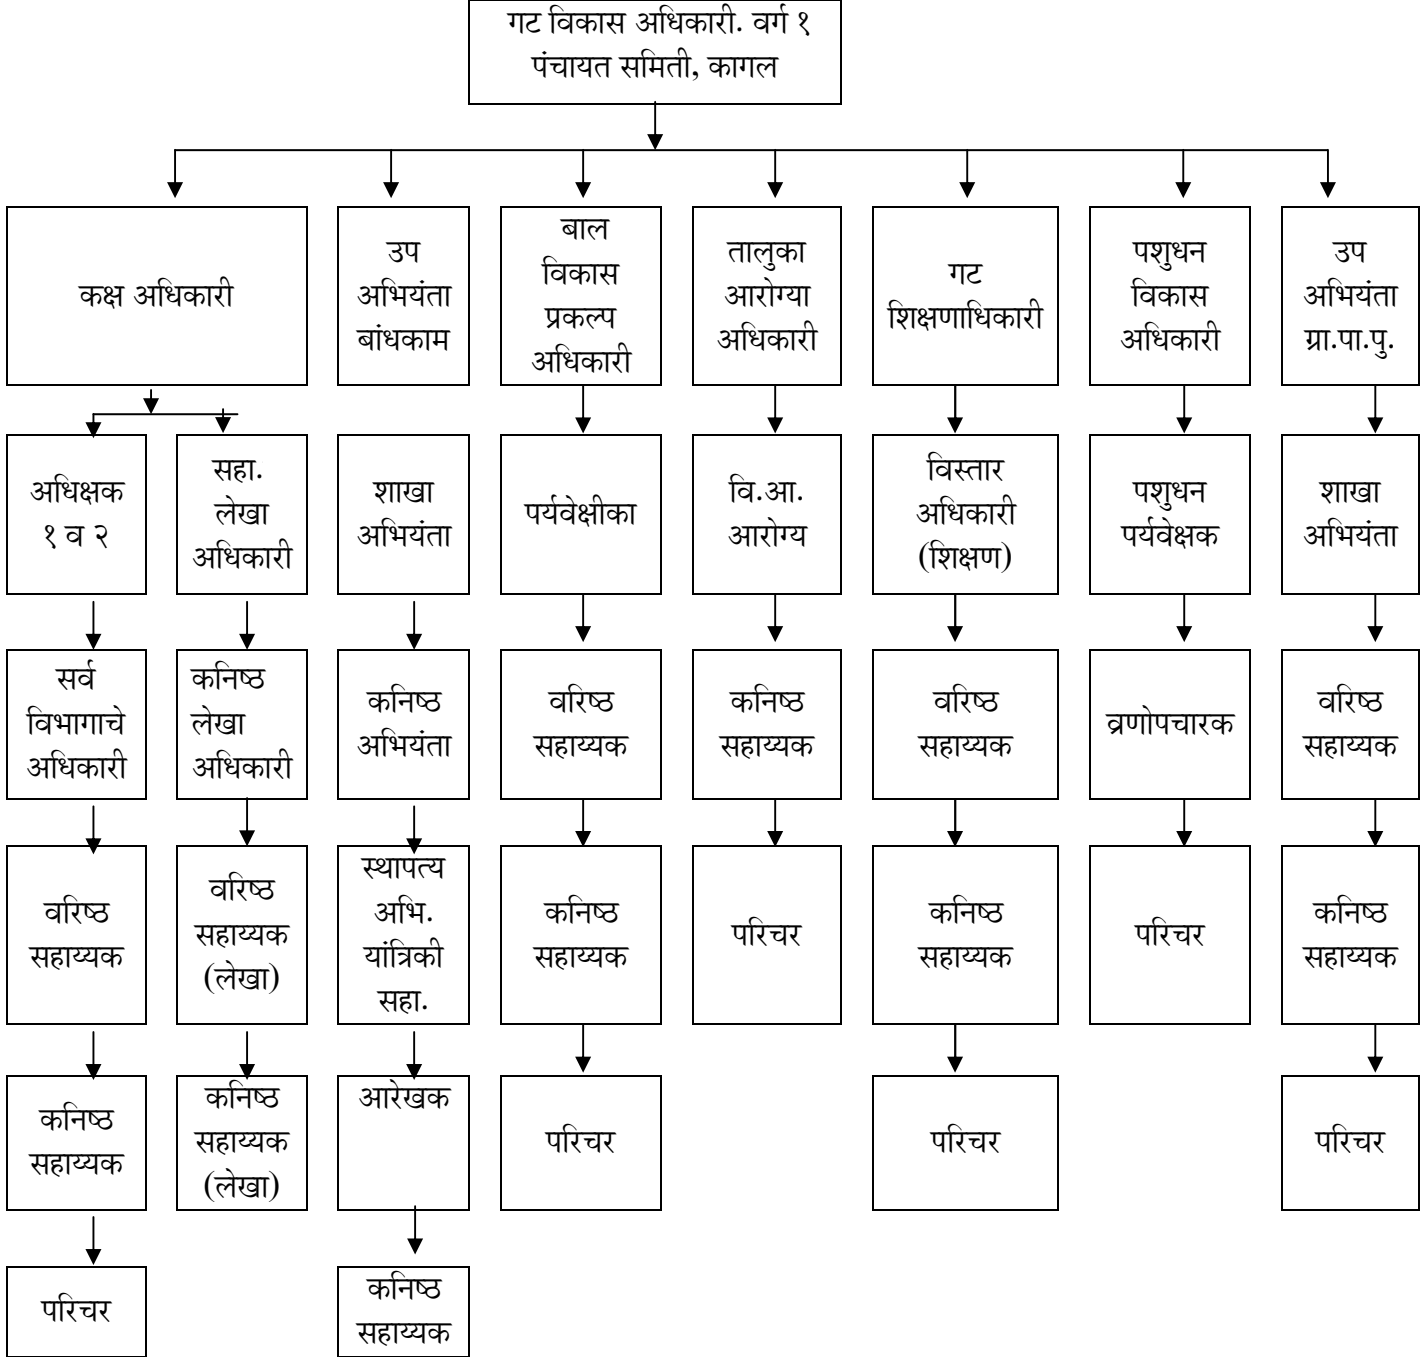 गट विकास अधिकारी. वर्ग १
पंचायत समिती, कागल
कक्ष अधिकारी
उप
अभियंता
बांधकाम
बाल
विकास
प्रकल्प
अधिकारी
तालुका
आरोग्या
अधिकारी
गट
शिक्षणाधिकारी
पशुधन
विकास
अधिकारी
उप
अभियंता
ग्रा.पा.पु.
अधिक्षक
१ व २
सहा.
लेखा
अधिकारी
शाखा
अभियंता
पर्यवेक्षीका
वि.आ.
आरोग्य
विस्तार
अधिकारी
(शिक्षण)
पशुधन
पर्यवेक्षक
शाखा
अभियंता
सर्व
विभागाचे
अधिकारी
कनिष्ठ
लेखा
अधिकारी
कनिष्ठ
अभियंता
वरिष्ठ
सहाय्यक
कनिष्ठ
सहाय्यक
वरिष्ठ
सहाय्यक
व्रणोपचारक
वरिष्ठ
सहाय्यक
वरिष्ठ
सहाय्यक
वरिष्ठ
सहाय्यक
(लेखा)
स्थापत्य
अभि.
यांत्रिकी
सहा.
कनिष्ठ
सहाय्यक
परिचर
कनिष्ठ
सहाय्यक
परिचर
कनिष्ठ
सहाय्यक
कनिष्ठ
सहाय्यक
कनिष्ठ
सहाय्यक
(लेखा)
आरेखक
परिचर
परिचर
परिचर
परिचर
कनिष्ठ
सहाय्यक